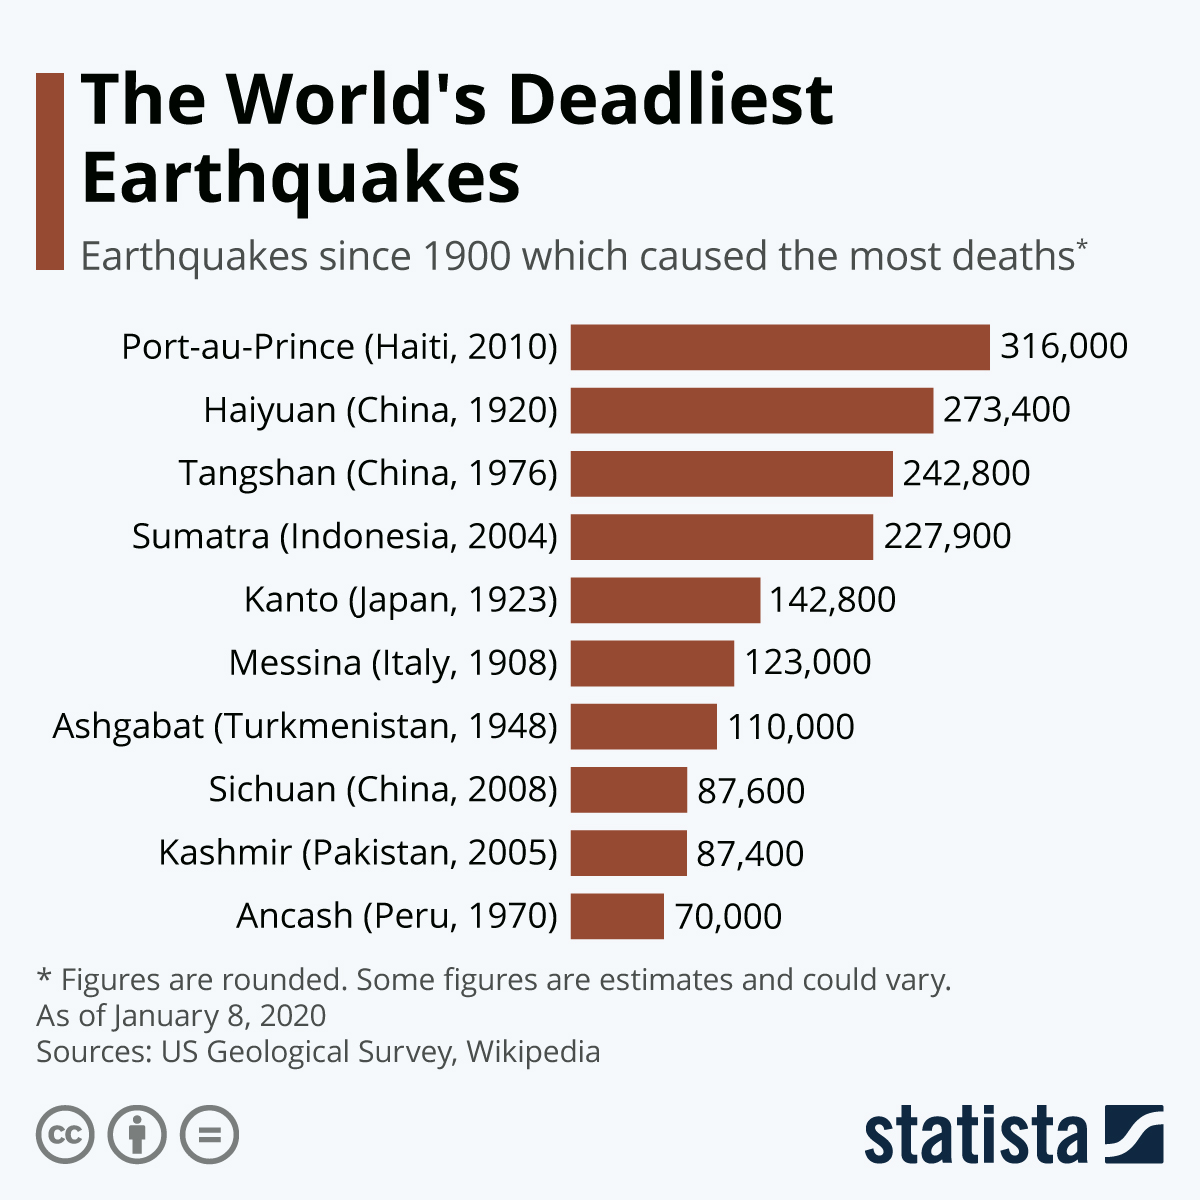 The World's Deadliest
Earthquakes
Earthquakes since 1900 which caused the most deaths*
Port-au-Prince (Haiti, 2010) 316,000
Haiyuan (China, 1920) 273,400
Tangshan (China, 1976) 242,800
Sumatra (Indonesia, 2004) 227,900
Kanto (Japan, 1923) 142,800
Messina (Italy, 1908) 123,000
Ashgabat (Turkmenistan, 1948) 110,000
Sichuan (China, 2008) 87,600
Kashmir (Pakistan, 2005) 87,400
Ancash (Peru, 1970) 70,000
* Figures are rounded. Some figures are estimates and could vary.
As of January 8, 2020
Sources: US Geological Survey, Wikipedia
cc = statista